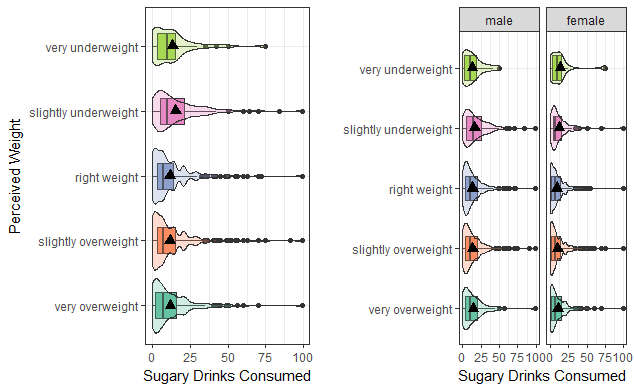 Perceived Weight
very underweight
slightly underweight
right weight
slightly overweight
very overweight
0 25 50 75 100
Sugary Drinks Consumed
male female
very underweight
slightly underweight
right weight
slightly overweight
very overweight
0 25 50 75 100 0 25 50 75 100
Sugary Drinks Consumed